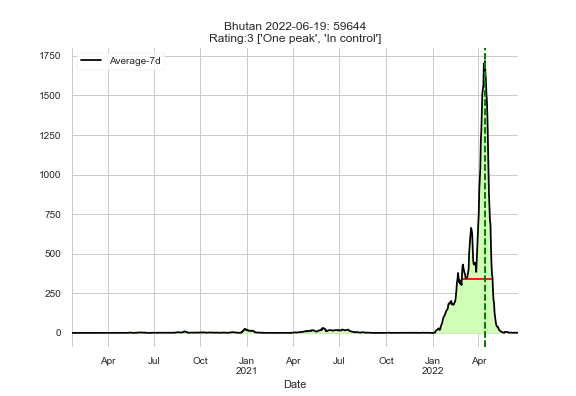 Bhutan 2022-06-19: 59644
Rating:3 ['One peak', 'In control']
Average-7d
1750
1500
1250
1000
750
500
250
0
Apr Jul Oct Jan Apr Jul Oct Jan Apr
2021 2022
Date